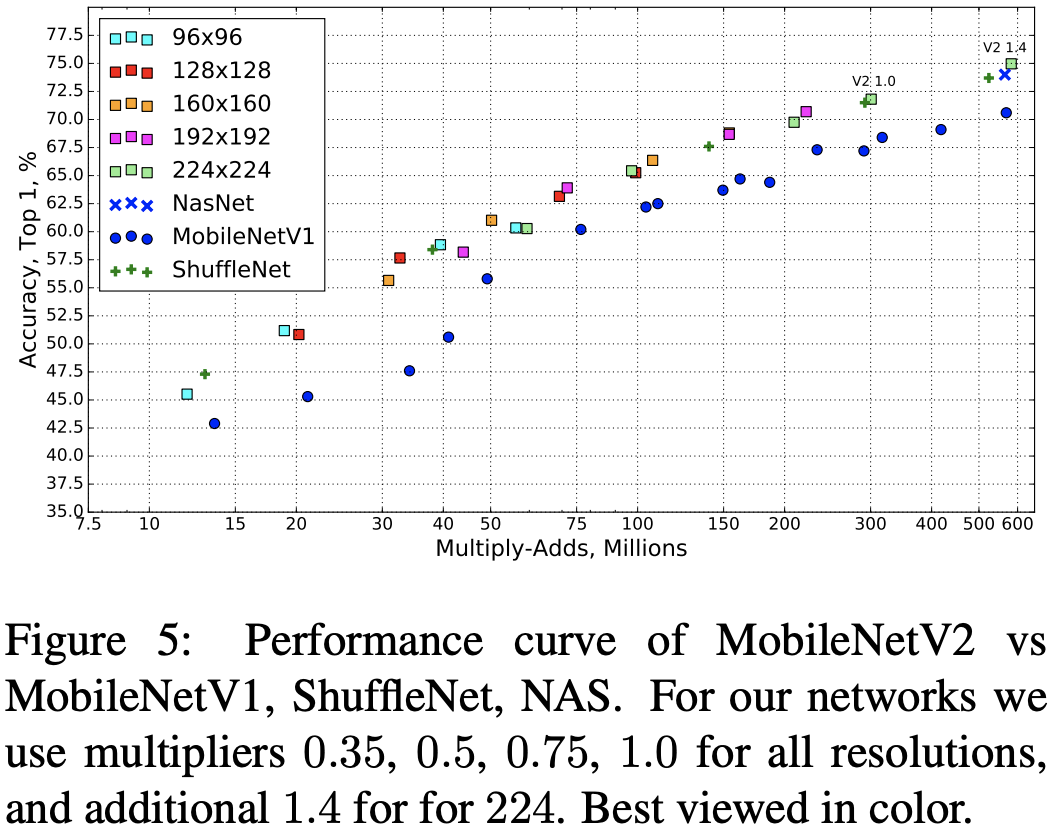 77.5
75.0
72.5
70.0
67.5
65.0
62.5
60.0
57.5
55.0
52.5
50.0
47.5
45.0
42.5
40.0
37.5
35.0
Accuracy, Top 1, %
96x96
128x128
160x160
192x192
224x224
NasNet
MobileNetV1
ShuffleNet
V2 1.0
V2 1.4
7.5 10 15 20 30 40 50 75 100 150 200 300 400 500 600
Multiply-Adds, Millions
Figure 5: Performance curve of MobileNetV2 vs
MobileNetV1, ShuffleNet, NAS. For our networks we
use multipliers 0.35, 0.5, 0.75, 1.0 for all resolutions,
and additional 1.4 for for 224. Best viewed in color.